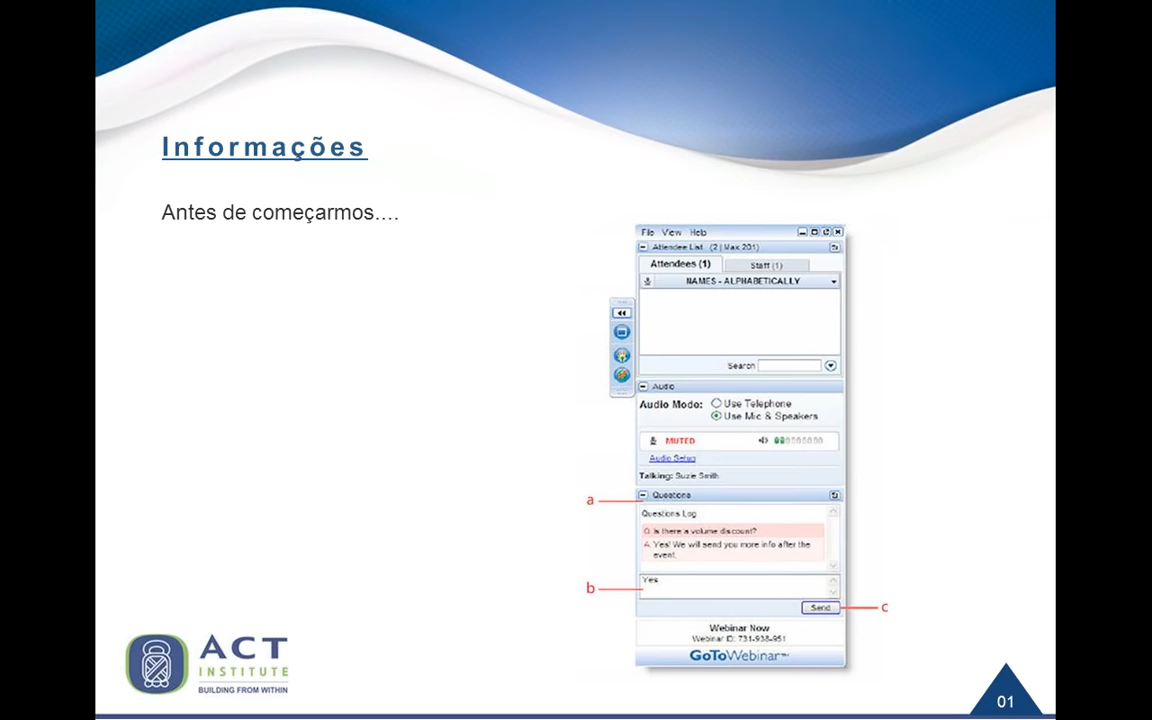 Informações
Antes de começarmos....
File View Help
Attendee List (2 | Max 201)
Attendees (1) Staff (1)
NAMES - ALPHABETICALLY
Search
Audio
Audio Mode: Use Telephone
Use Mic & Speakers
MUTED
Audio Setup
Talking: Suzie Smith
a
Questions
Questions Log
Q: Is there a volume discount?
A: Yes! We will send you more info after the
event.
b
Yes
Send
c
Webinar Now
Webinar ID: 731-938-951
GoToWebinar™
ACT
INSTITUTE
BUILDING FROM WITHIN
01